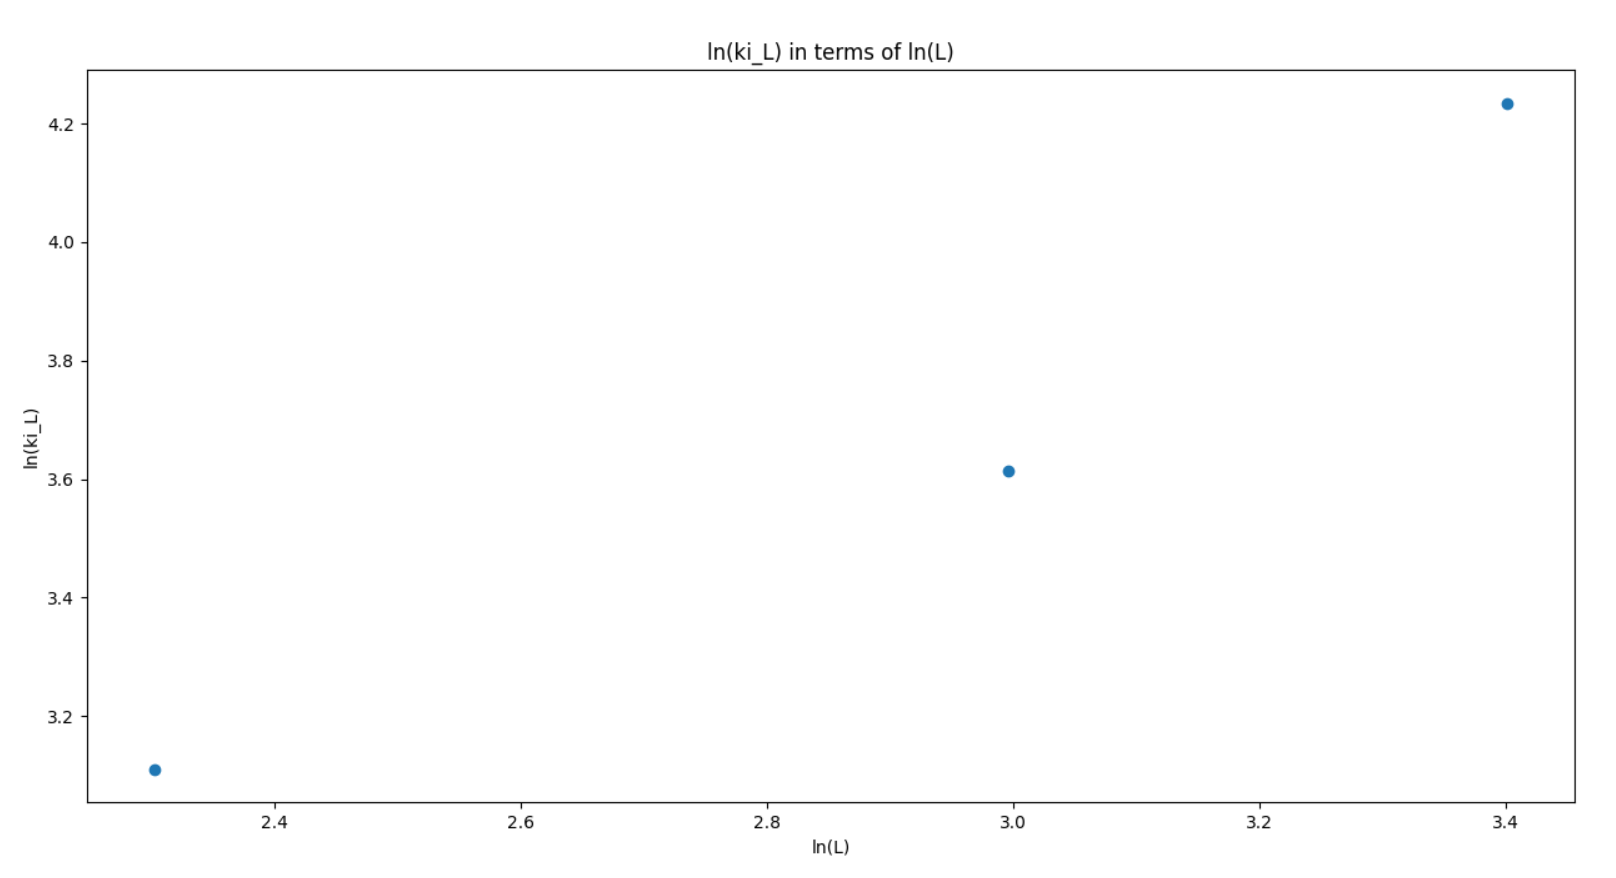 ln(ki_L) in terms of ln(L)
4.2
4.0
3.8
3.6
3.4
3.2
ln(ki_L)
2.4 2.6 2.8 3.0 3.2 3.4
ln(L)